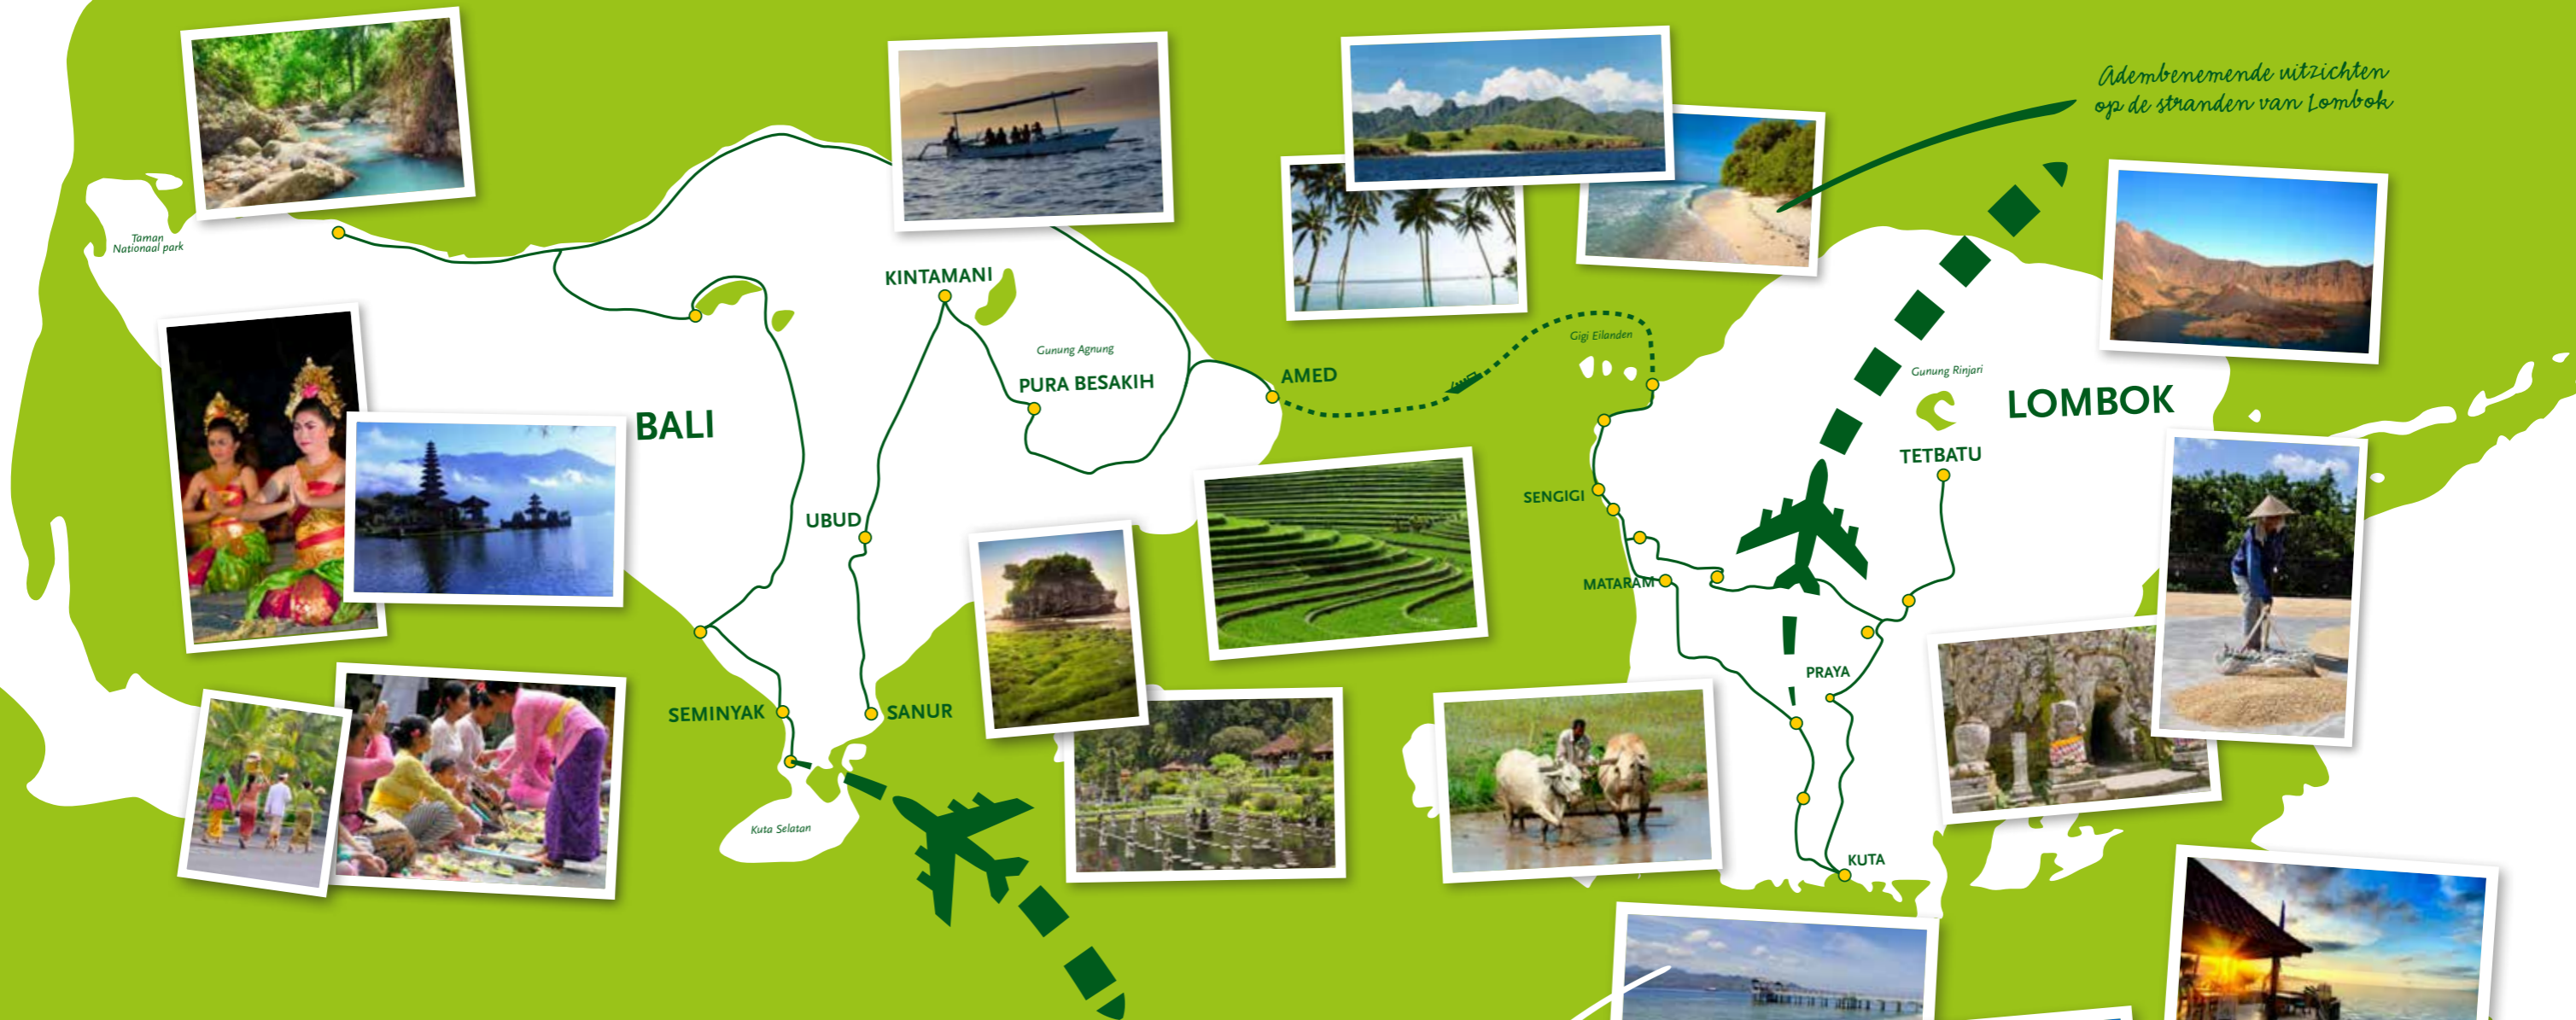 Adembenemende uitzichten
op de stranden van Lombok
Taman
Nationaal park
KINTAMANI
Gunung Agnung
PURA BESAKIH
AMED
Gigi Eilanden
Gunung Rinjari
LOMBOK
BALI
TETBATU
SENGIGI
UBUD
MATARAM
PRAYA
SEMINYAK
SANUR
Kuta Selatan
KUTA